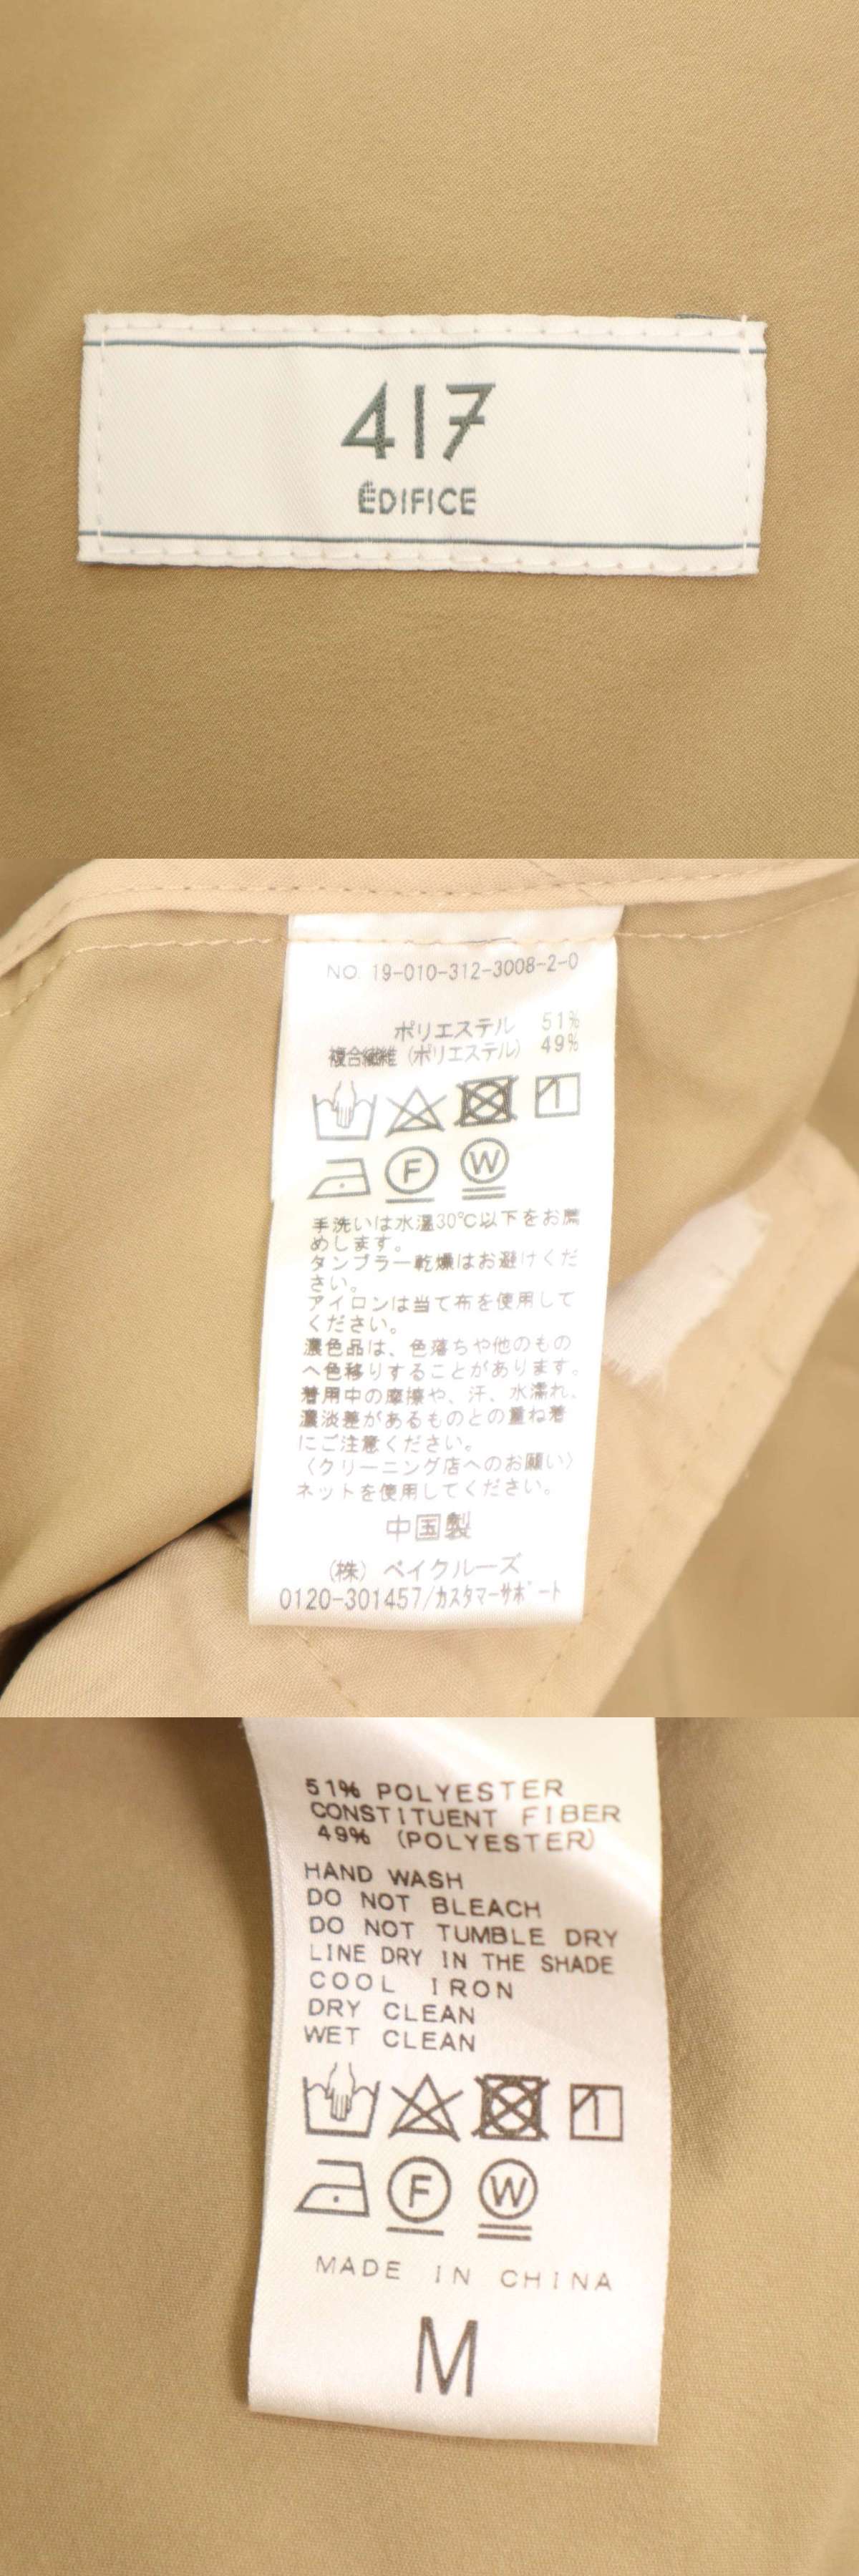 417
ÉDIFICE
NO. 19-010-312-3008-2-0
ポリエステル 51%
複合繊維 (ポリエステル) 49%
F W
手洗いは水温30℃以下をお薦
めします。
タンブラー乾燥はお避けくだ
さい。
アイロンは当て布を使用して
ください。
濃色品は、色落ちや他のもの
へ色移りすることがあります。
着用中の摩擦や、汗、水濡れ、
濃淡差があるものとの重ね着
にご注意ください。
〈クリーニング店へのお願い〉
ネットを使用してください。
中国製
(株) ベイクルーズ
0120-301457/カスタマーサポート
51% POLYESTER
CONSTITUENT FIBER
49% (POLYESTER)
HAND WASH
DO NOT BLEACH
DO NOT TUMBLE DRY
LINE DRY IN THE SHADE
COOL IRON
DRY CLEAN
WET CLEAN
F W
MADE IN CHINA
M